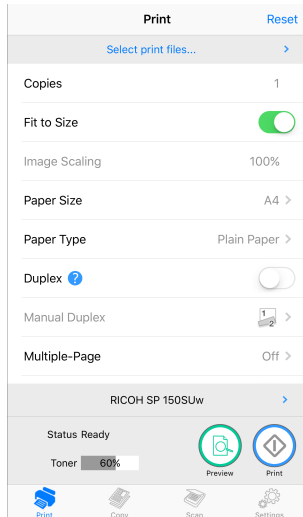 Print Reset
Select print files...
Copies 1
Fit to Size
Image Scaling 100%
Paper Size A4
Paper Type Plain Paper
Duplex ?
Manual Duplex 1 2
Multiple-Page Off
RICOH SP 150SUw
Status Ready
Toner 60%
Preview Print
Print Copy Scan Settings